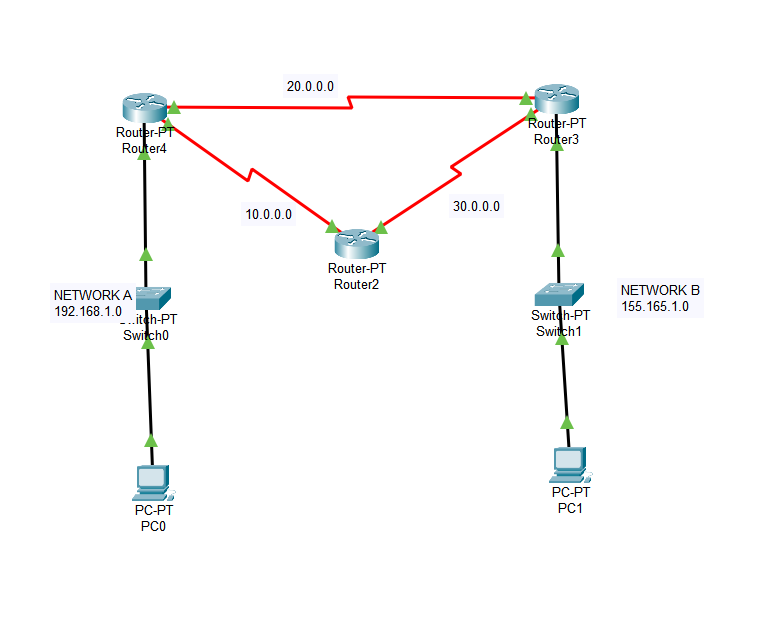 20.0.0.0
Router-PT
Router4
Router-PT
Router3
10.0.0.0
30.0.0.0
Router-PT
Router2
NETWORK A
192.168.1.0
Switch-PT
Switch0
Switch-PT
Switch1
NETWORK B
155.165.1.0
PC-PT
PC0
PC-PT
PC1